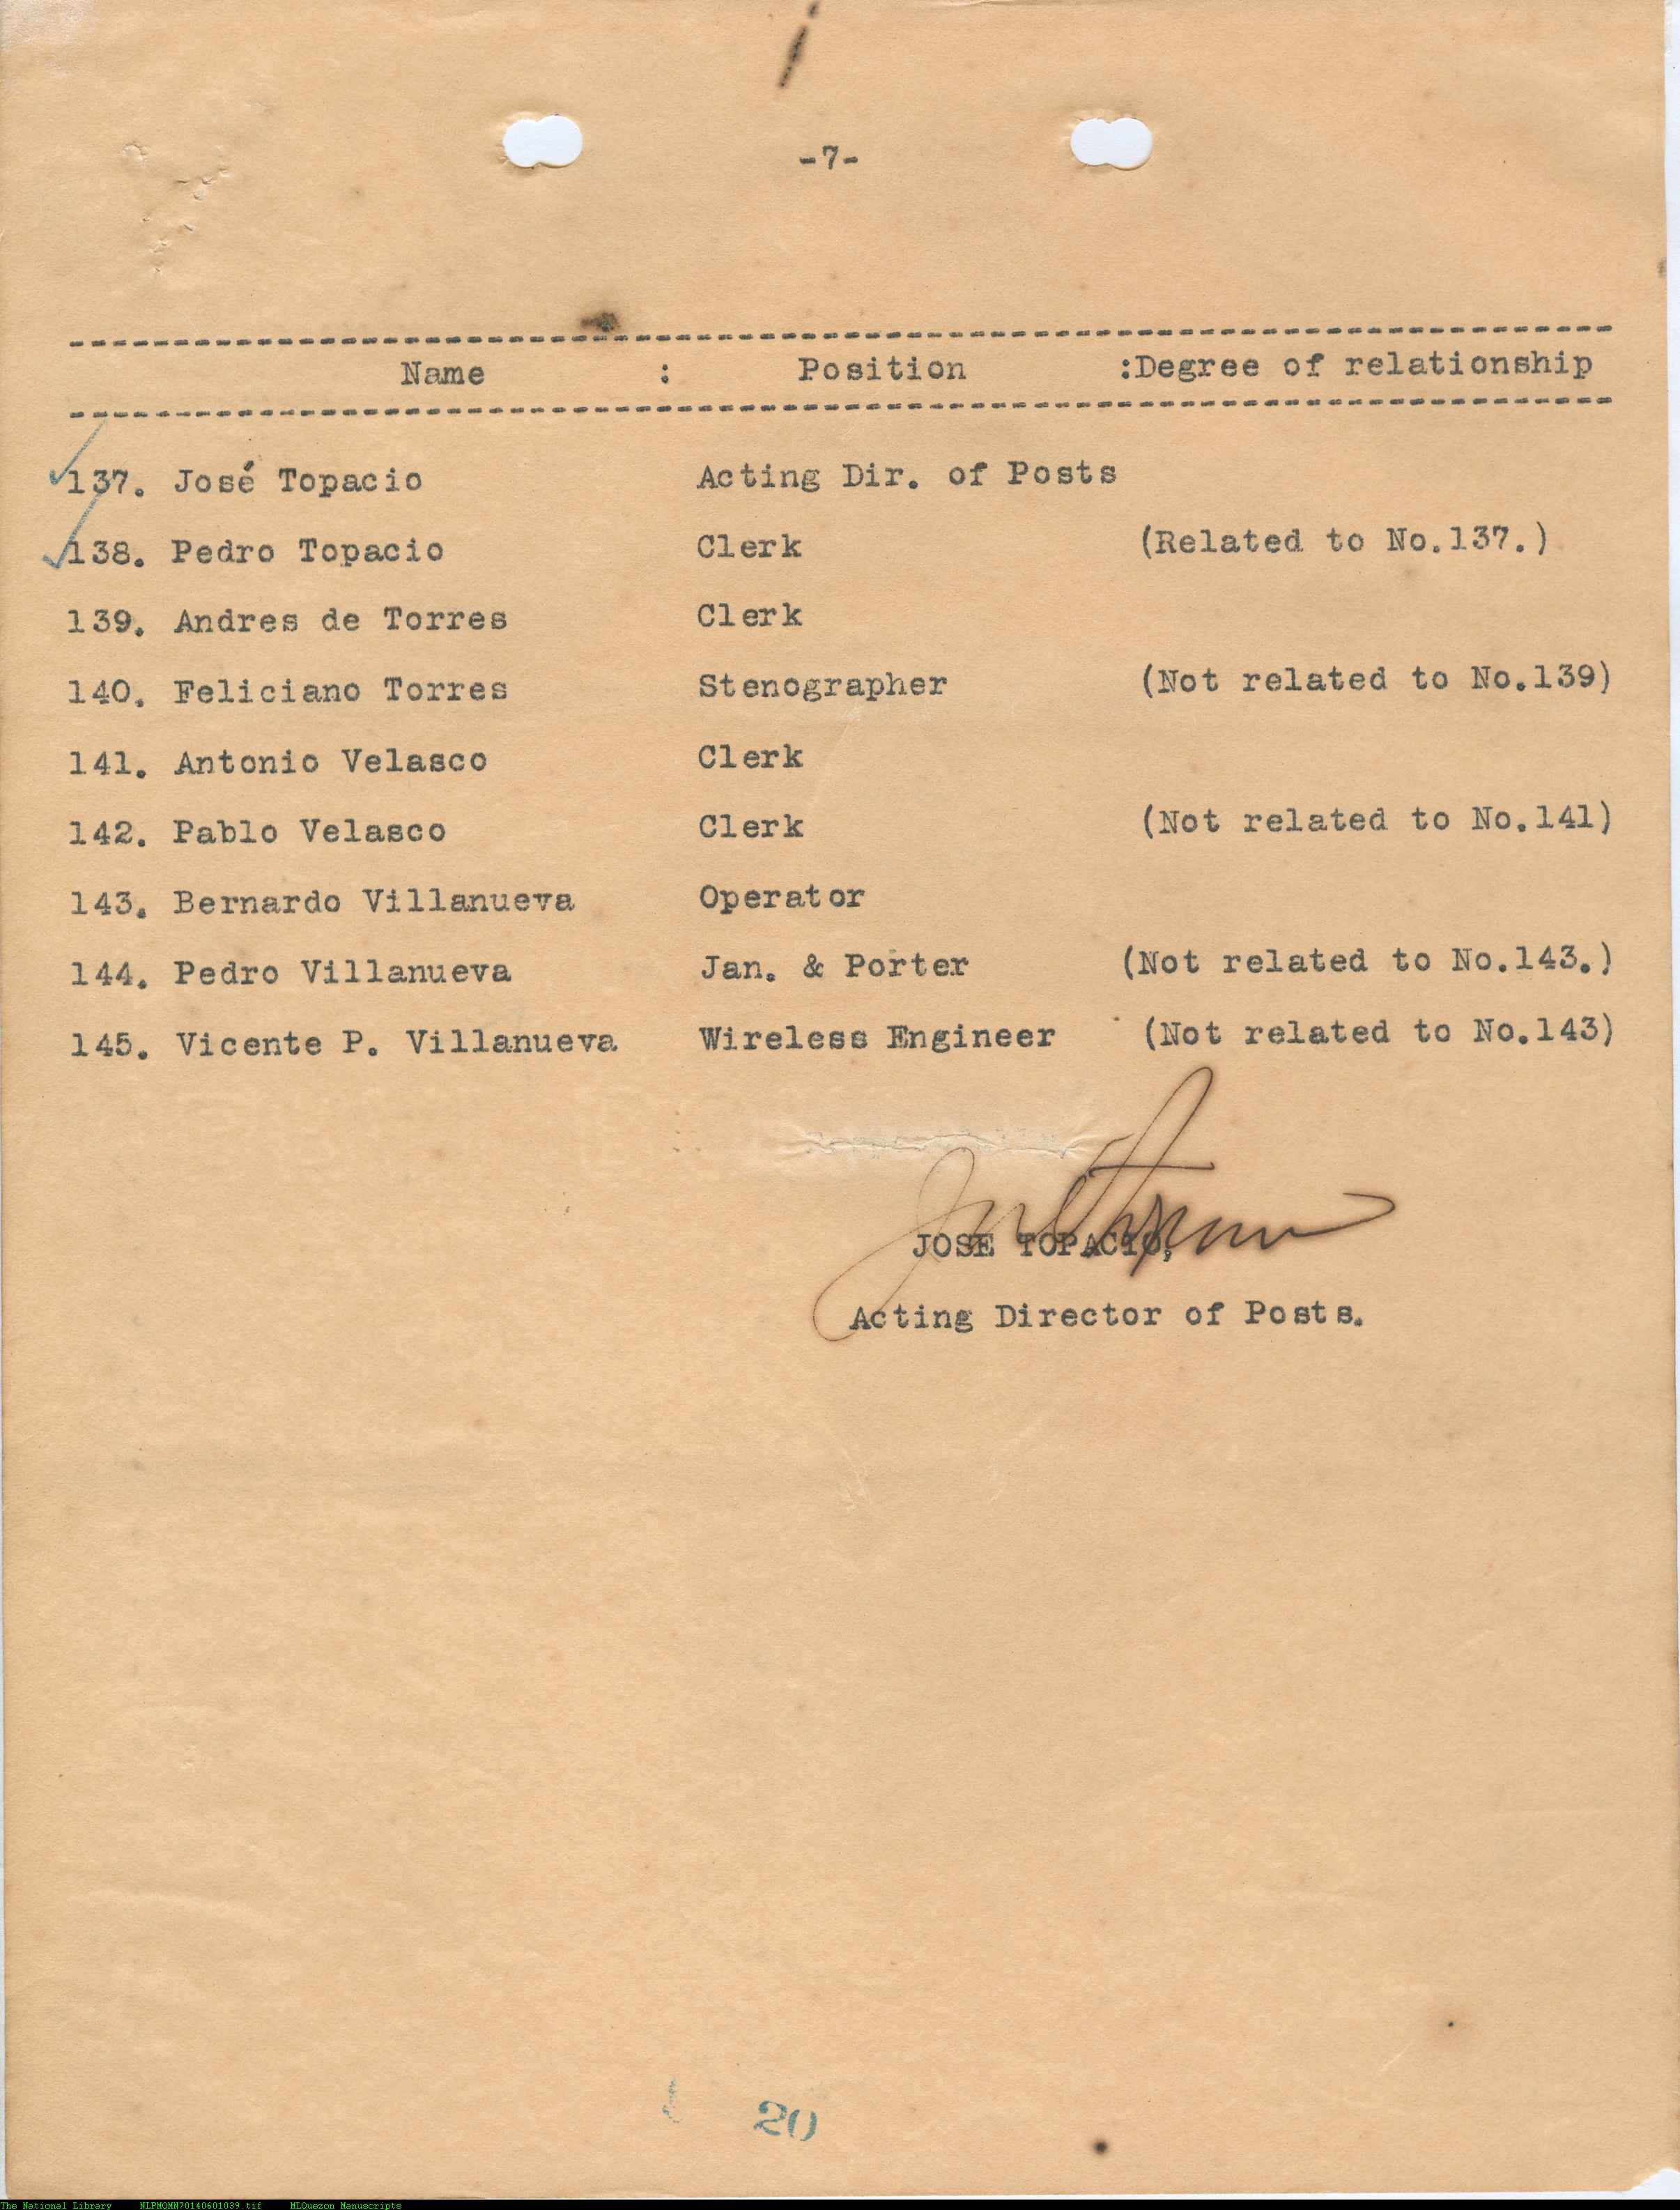 -7-
Name : Position :Degree of relationship
137. José Topacio Acting Dir. of Posts
138. Pedro Topacio Clerk (Related to No.137.)
139. Andres de Torres Clerk
140. Feliciano Torres Stenographer (Not related to No.139)
141. Antonio Velasco Clerk
142. Pablo Velasco Clerk (Not related to No.141)
143. Bernardo Villanueva Operator
144. Pedro Villanueva Jan. & Porter (Not related to No.143.)
145. Vicente P. Villanueva Wireless Engineer (Not related to No.143)
JOSE TOPACIO,
Acting Director of Posts.
20
The National Library NLPMQMN70140601039.tif MLQuezon Manuscripts